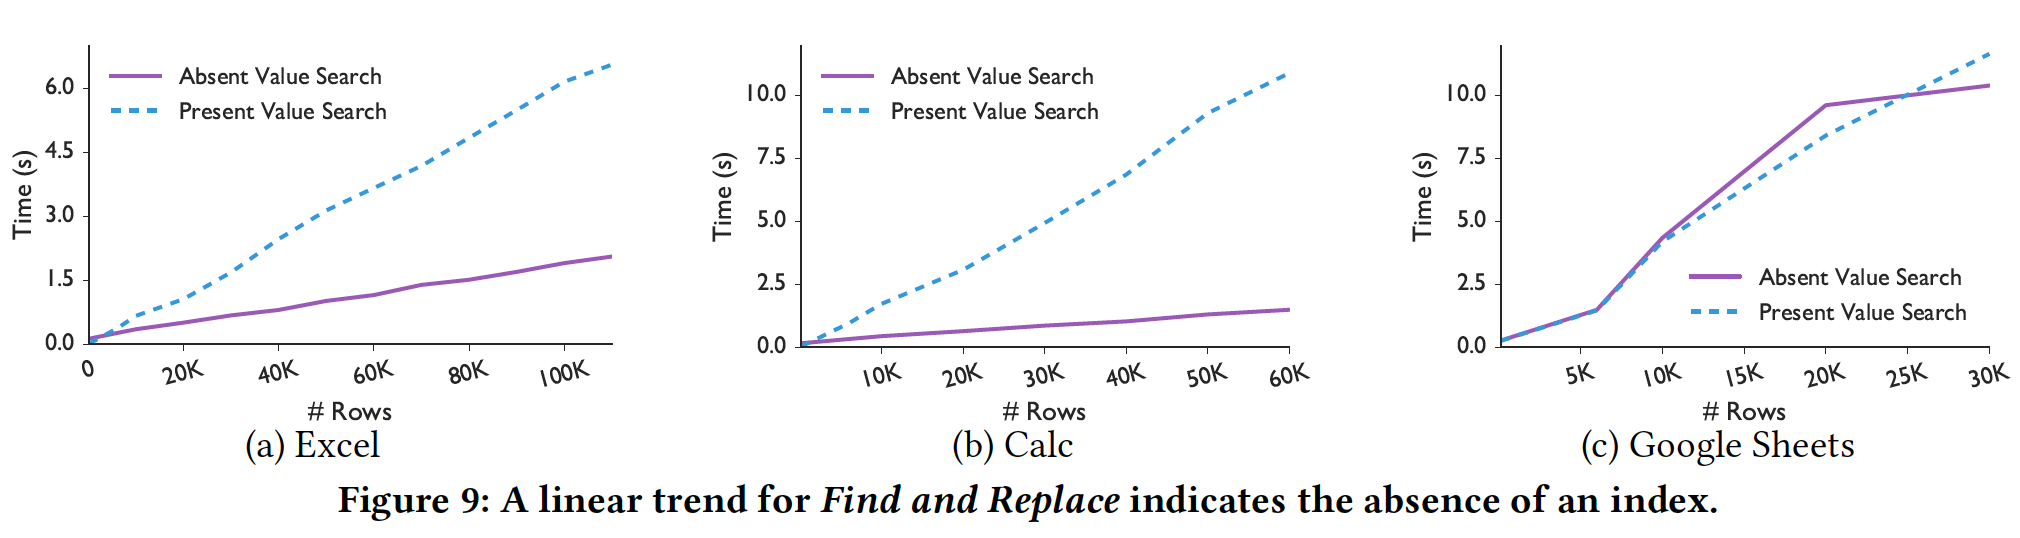 Absent Value Search
Present Value Search
6.0
4.5
3.0
1.5
0.0
Time (s)
0 20K 40K 60K 80K 100K
# Rows
(a) Excel
Absent Value Search
Present Value Search
10.0
7.5
5.0
2.5
0.0
Time (s)
10K 20K 30K 40K 50K 60K
# Rows
(b) Calc
10.0
7.5
5.0
2.5
0.0
Time (s)
Absent Value Search
Present Value Search
5K 10K 15K 20K 25K 30K
# Rows
(c) Google Sheets
Figure 9: A linear trend for Find and Replace indicates the absence of an index.